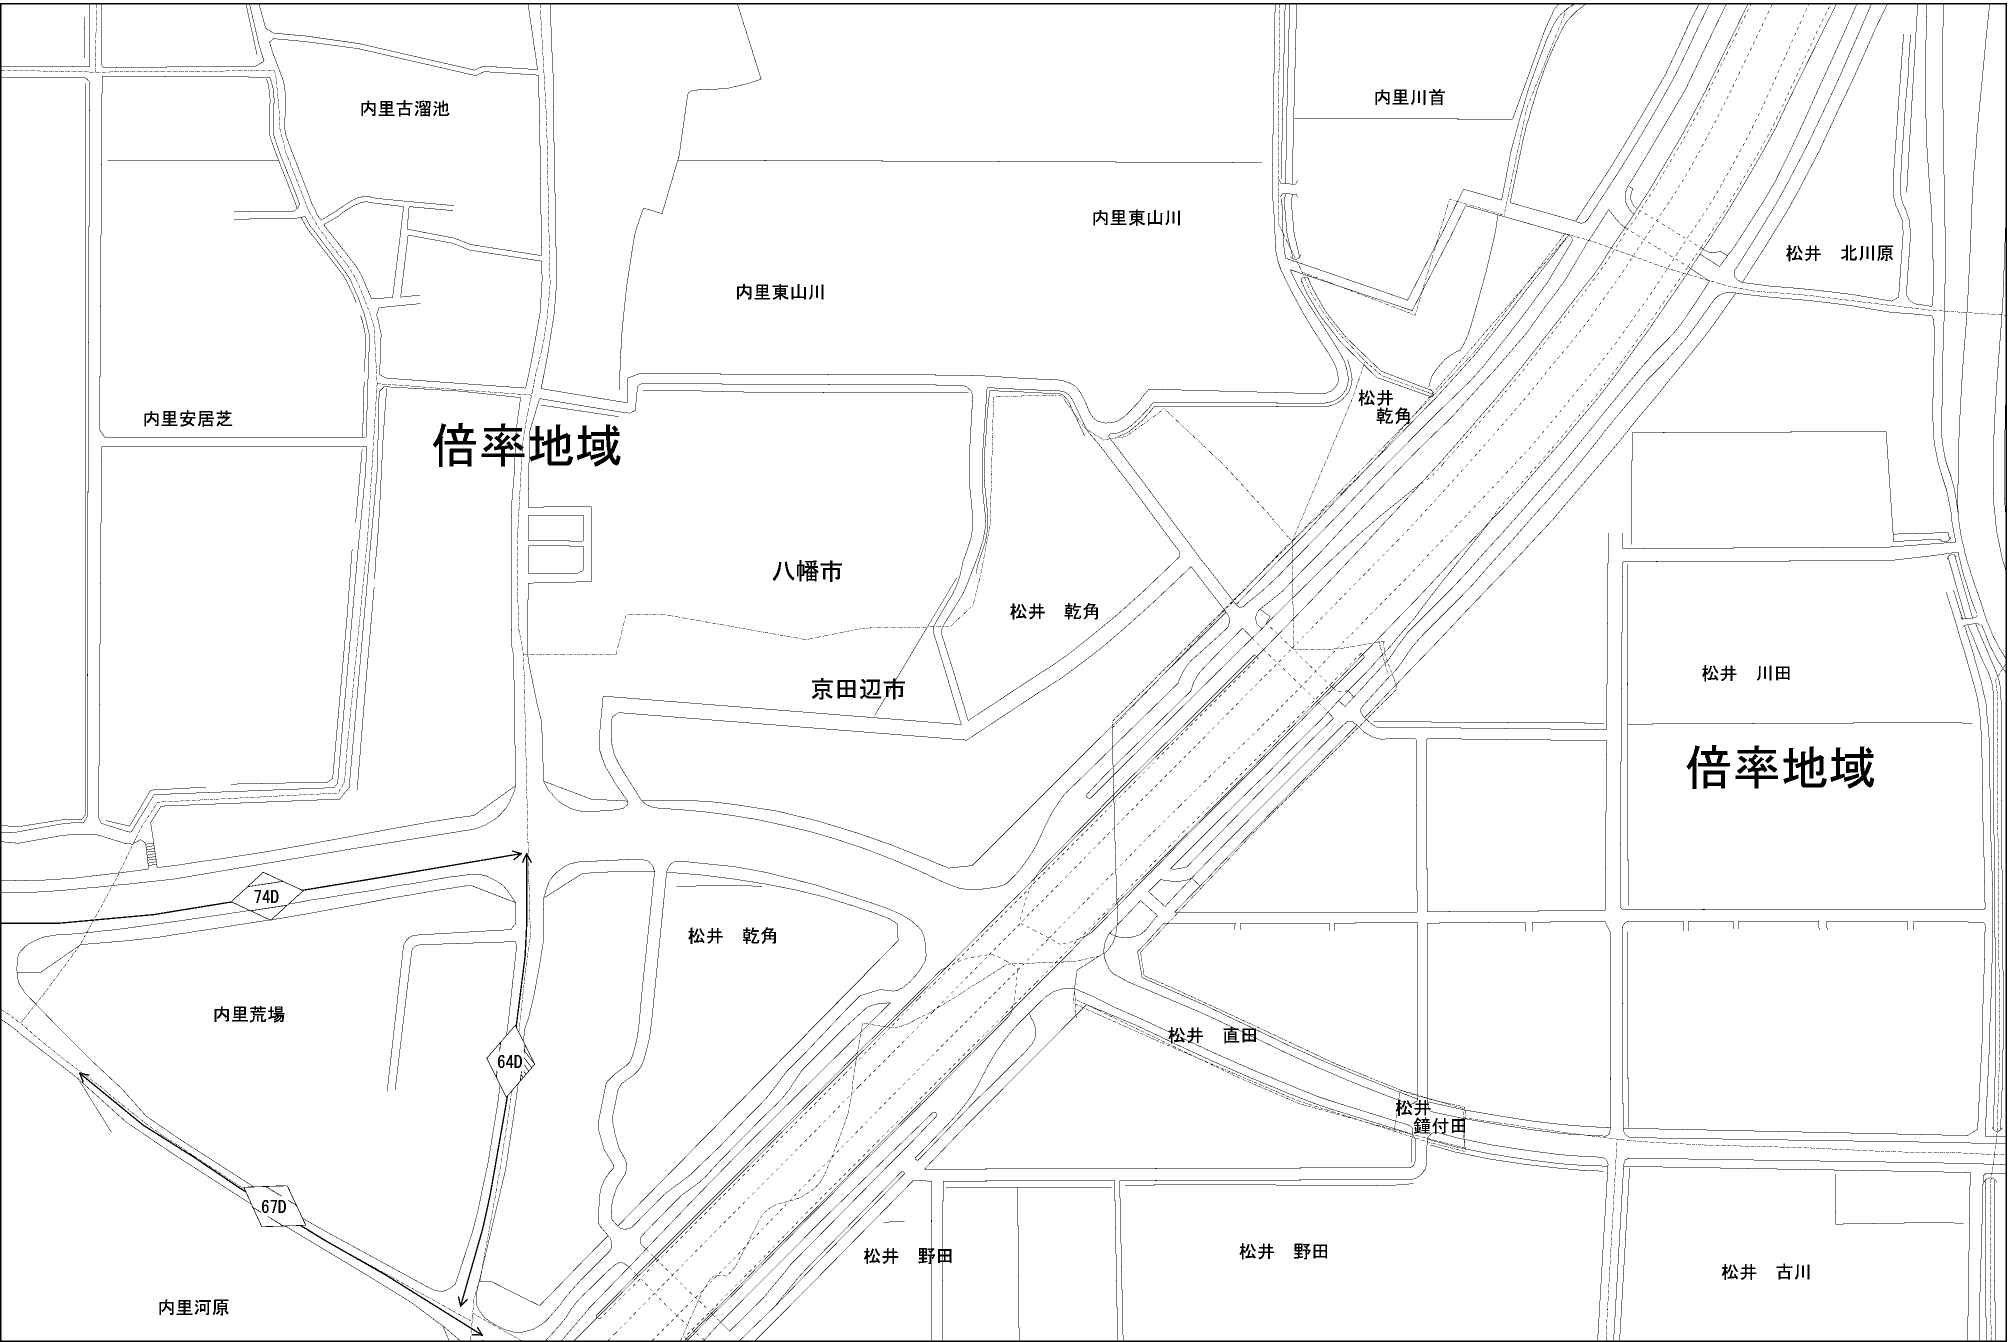 内里川首
内里古溜池
内里東山川
松井　北川原
内里東山川
松井
乾角
内里安居芝
倍率地域
八幡市
松井　乾角
松井　川田
京田辺市
倍率地域
74D
松井　乾角
内里荒場
松井　直田
64D
松井
鐘付田
67D
松井　野田
松井　野田
松井　古川
内里河原